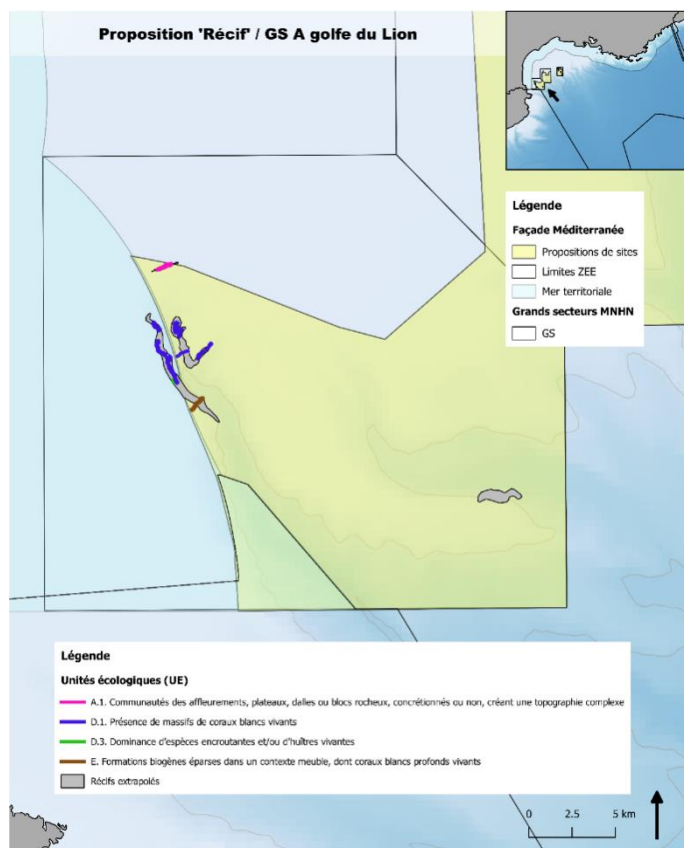 Proposition 'Récif' / GS A golfe du Lion
Légende
Façade Méditerranée
Propositions de sites
Limites ZEE
Mer territoriale
Grands secteurs MNHN
GS
Légende
Unités écologiques (UE)
A.1. Communautés des affleurements, plateaux, dalles ou blocs rocheux, concrétionnés ou non, créant une topographie complexe
D.1. Présence de massifs de coraux blancs vivants
D.3. Dominance d'espèces encroutantes et/ou d'huîtres vivantes
E. Formations biogènes éparses dans un contexte meuble, dont coraux blancs profonds vivants
Récifs extrapolés
0 2.5 5 km